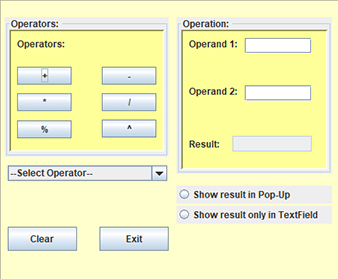 Operators:
Operators:
+ -
* /
% ^
--Select Operator--
Clear Exit
Operation:
Operand 1:
Operand 2:
Result:
Show result in Pop-Up
Show result only in TextField